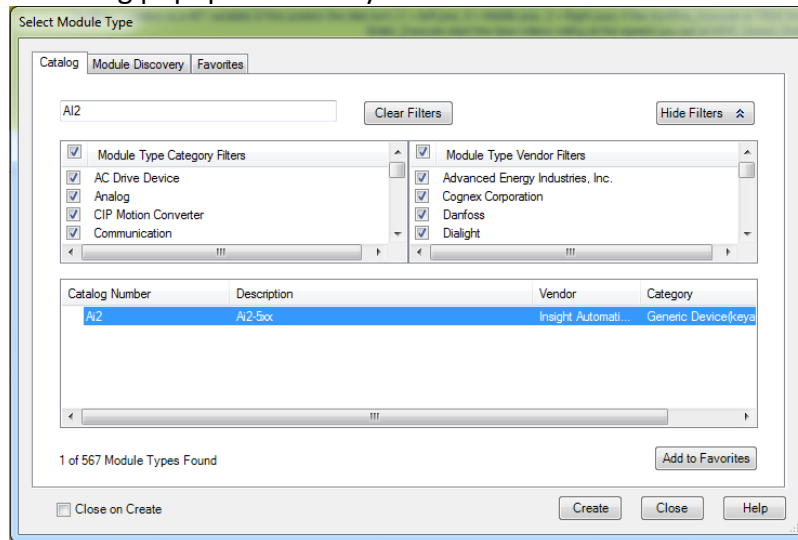 Select Module Type
Catalog Module Discovery Favorites
AI2 Clear Filters Hide Filters
Module Type Category Filters Module Type Vendor Filters
AC Drive Device Advanced Energy Industries, Inc.
Analog Cognex Corporation
CIP Motion Converter Danfoss
Communication Dialight
Catalog Number Description Vendor Category
Ai2 Ai2-5xx Insight Automati... Generic Device(keya
1 of 567 Module Types Found Add to Favorites
Close on Create Create Close Help